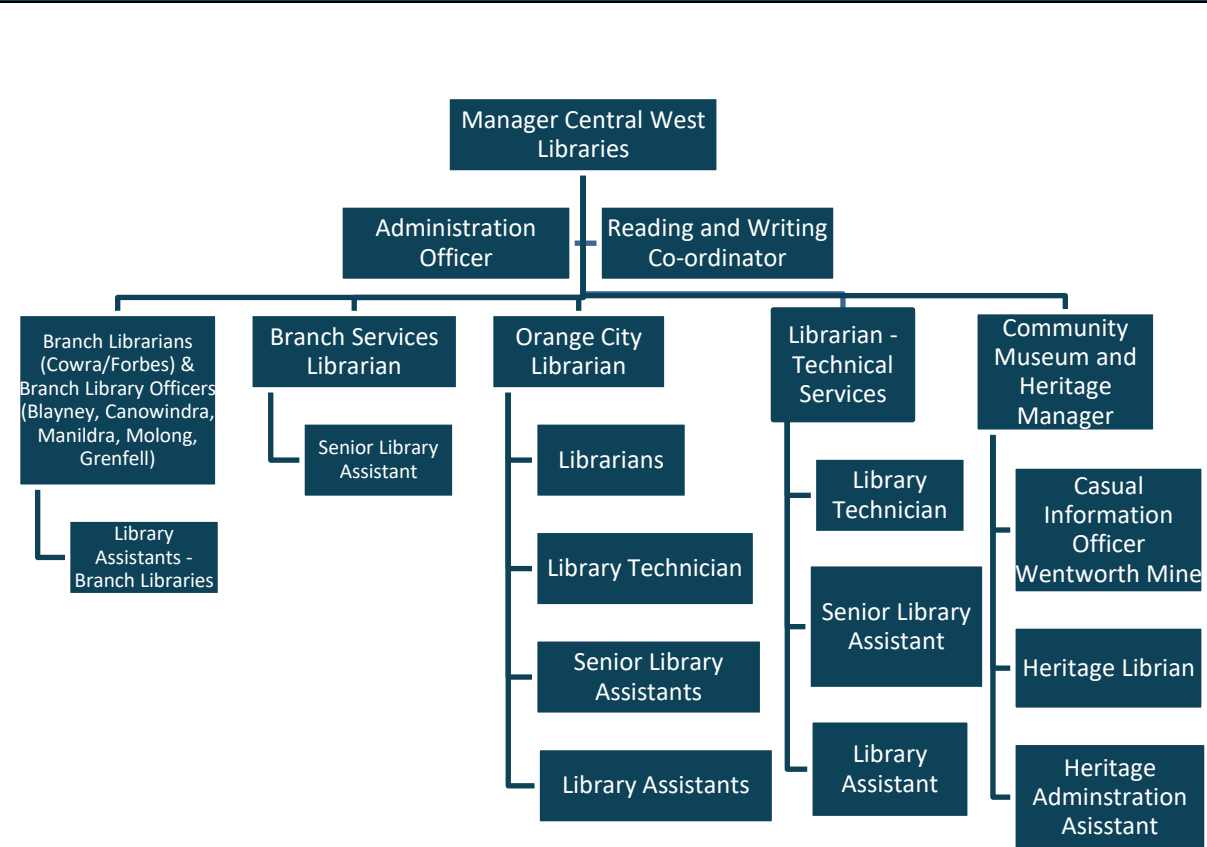 Manager Central West
Libraries
Administration
Officer
Reading and Writing
Co-ordinator
Branch Librarians
(Cowra/Forbes) &
Branch Library Officers
(Blayney, Canowindra,
Manildra, Molong,
Grenfell)
Library
Assistants -
Branch Libraries
Branch Services
Librarian
Senior Library
Assistant
Orange City
Librarian
Librarians
Library Technician
Senior Library
Assistants
Library Assistants
Librarian -
Technical
Services
Library
Technician
Senior Library
Assistant
Library
Assistant
Community
Museum and
Heritage
Manager
Casual
Information
Officer
Wentworth Mine
Heritage Librian
Heritage
Adminstration
Asisstant